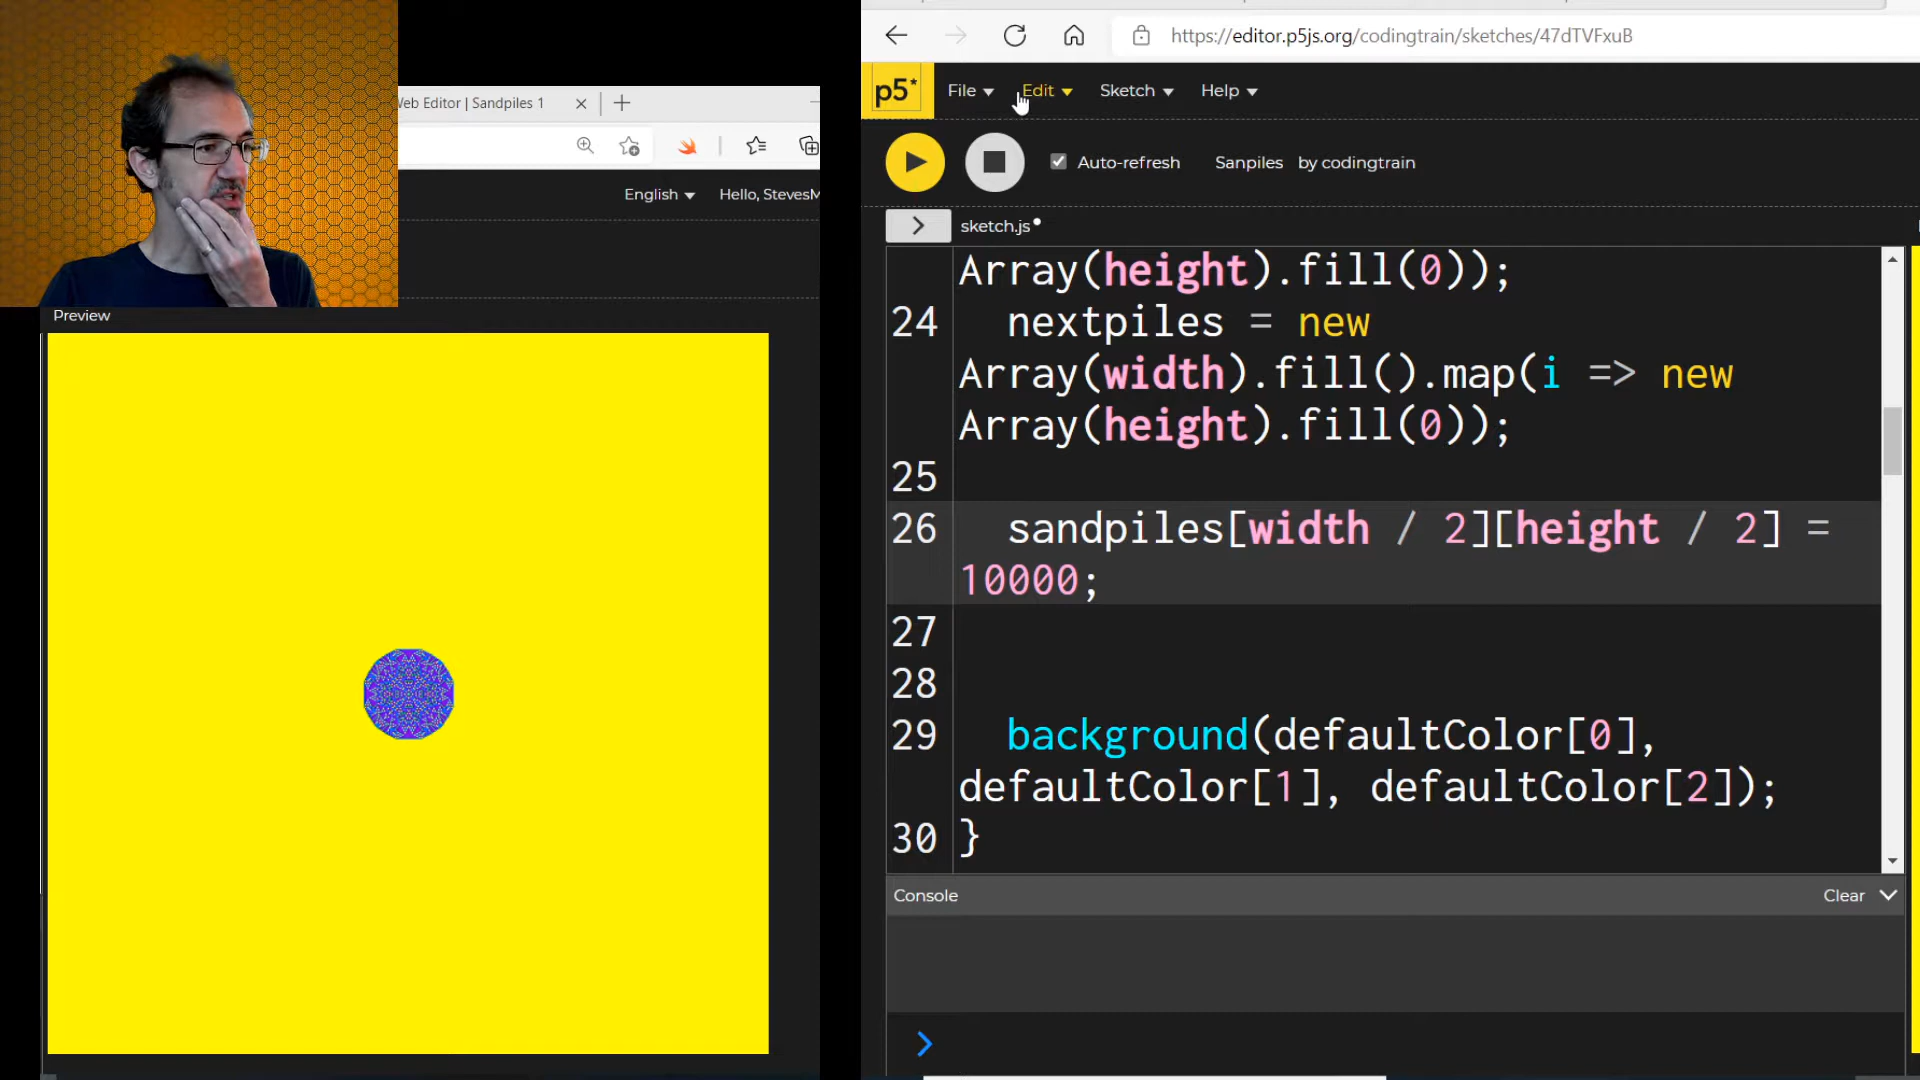 https://editor.p5js.org/codingtrain/sketches/47dTVFxuB
p5*
File
Edit
Sketch
Help
Web Editor | Sandpiles 1
Auto-refresh
Sanpiles
by codingtrain
English
Hello, StevesM
sketch.js
Preview
Array(height).fill(0));
24 nextpiles = new
Array(width).fill().map(i => new
Array(height).fill(0));
25
26 sandpiles[width / 2][height / 2] =
10000;
27
28
29 background(defaultColor[0],
defaultColor[1], defaultColor[2]);
30 }
Console
Clear
>